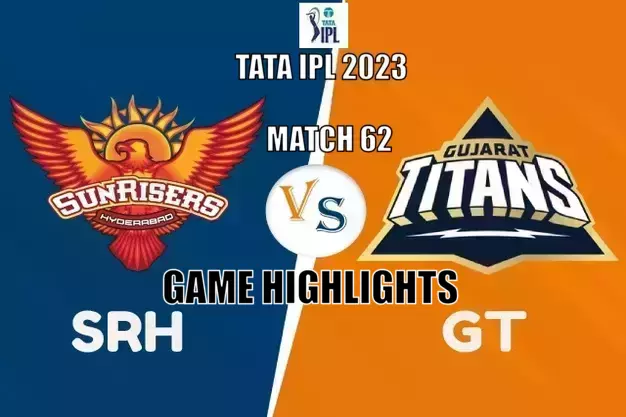 TATA
IPL
TATA IPL 2023
MATCH 62
SUNRISERS
HYDERABAD
VS
GUJARAT
TITANS
GAME HIGHLIGHTS
SRH
GT